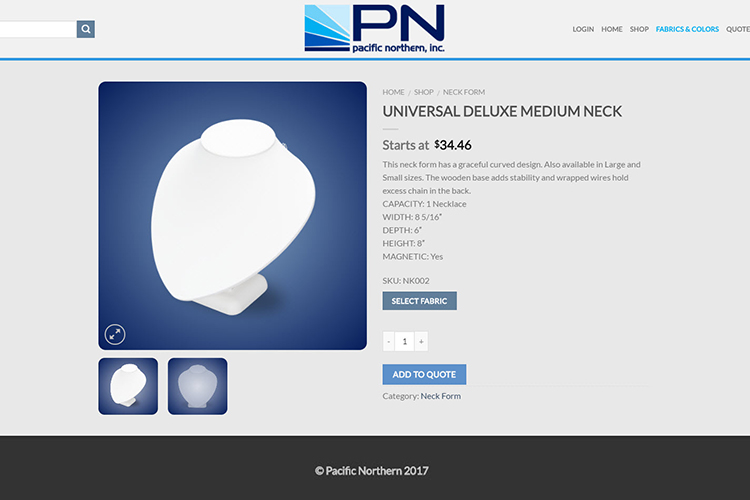 PN
pacific northern, inc.
LOGIN HOME SHOP FABRICS & COLORS QUOTE
HOME / SHOP / NECK FORM
UNIVERSAL DELUXE MEDIUM NECK
Starts at $34.46
This neck form has a graceful curved design. Also available in Large and
Small sizes. The wooden base adds stability and wrapped wires hold
excess chain in the back.
CAPACITY: 1 Necklace
WIDTH: 8 5/16″
DEPTH: 6″
HEIGHT: 8″
MAGNETIC: Yes
SKU: NK002
SELECT FABRIC
- 1 +
ADD TO QUOTE
Category: Neck Form
© Pacific Northern 2017